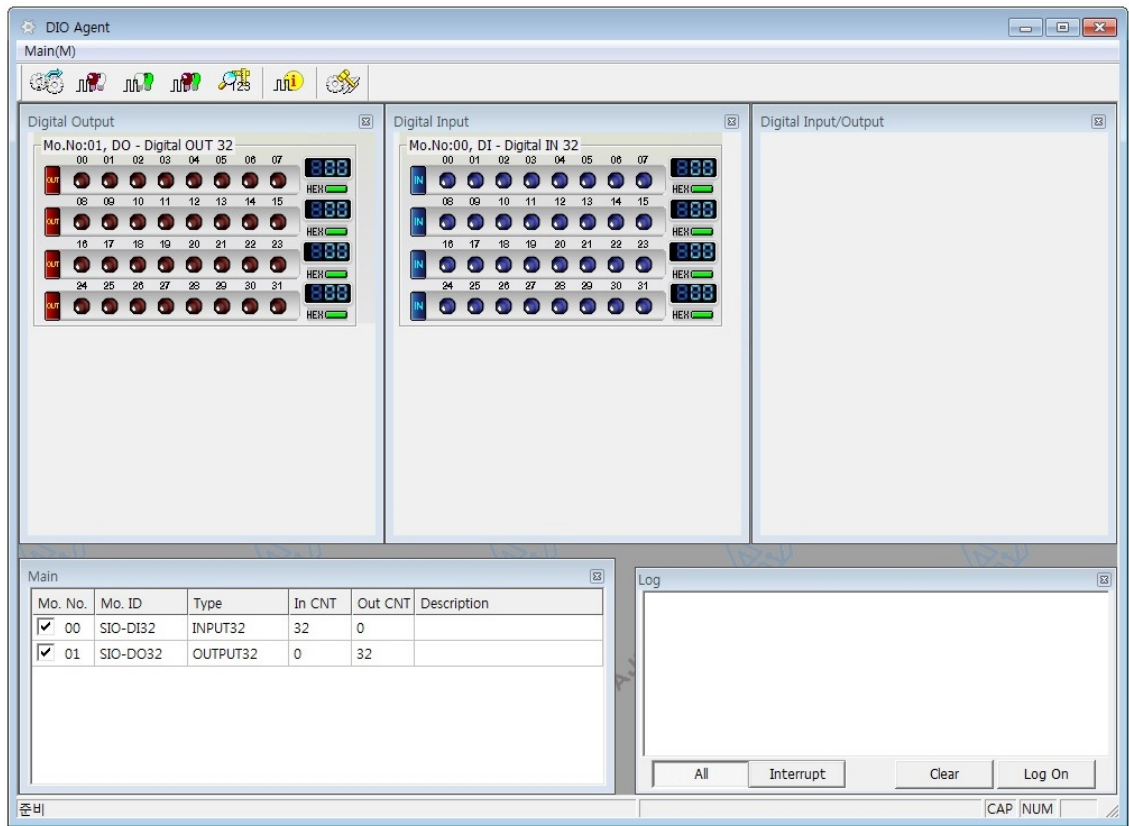 DIO Agent
Main(M)
Digital Output
Mo.No:01, DO - Digital OUT 32
00 01 02 03 04 05 06 07
OUT
HEX
08 09 10 11 12 13 14 15
OUT
HEX
16 17 18 19 20 21 22 23
OUT
HEX
24 25 26 27 28 29 30 31
OUT
HEX
Digital Input
Mo.No:00, DI - Digital IN 32
00 01 02 03 04 05 06 07
IN
HEX
08 09 10 11 12 13 14 15
IN
HEX
16 17 18 19 20 21 22 23
IN
HEX
24 25 26 27 28 29 30 31
IN
HEX
Digital Input/Output
Main
Mo. No. Mo. ID Type In CNT Out CNT Description
00 SIO-DI32 INPUT32 32 0
01 SIO-DO32 OUTPUT32 0 32
Log
All Interrupt Clear Log On
준비 CAP NUM